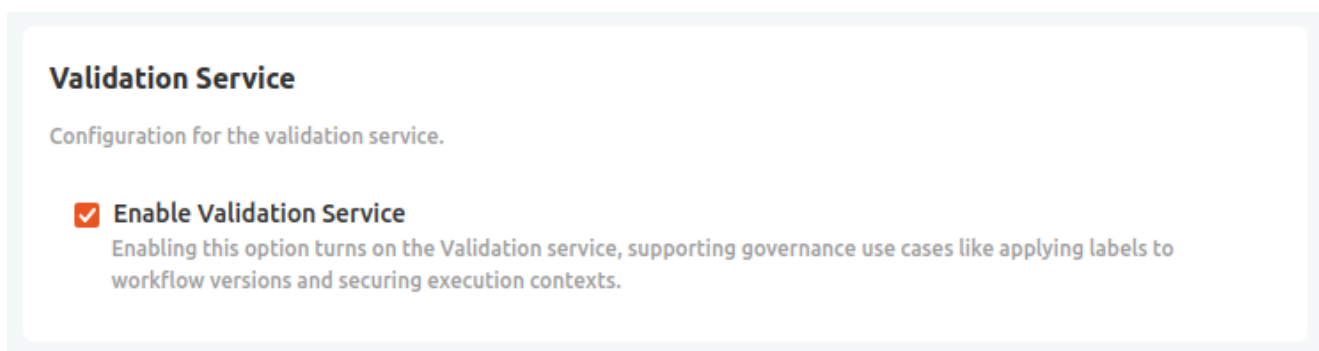 Validation Service
Configuration for the validation service.
Enable Validation Service
Enabling this option turns on the Validation service, supporting governance use cases like applying labels to
workflow versions and securing execution contexts.